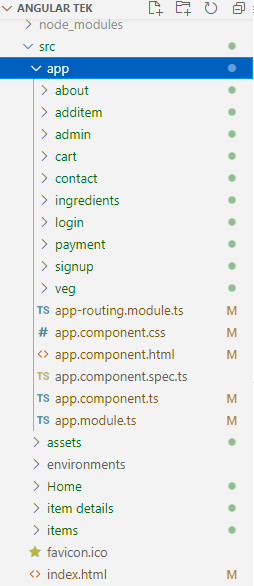 ANGULAR TEK
node_modules
src
app
about
additem
admin
cart
contact
ingredients
login
payment
signup
veg
TS app-routing.module.ts M
# app.component.css M
<> app.component.html M
TS app.component.spec.ts
TS app.component.ts M
TS app.module.ts M
assets
environments
Home
item details
items
favicon.ico
<> index.html M